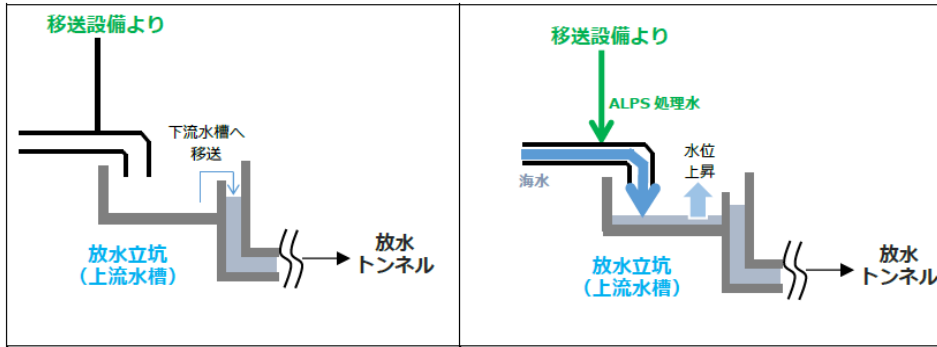 移送設備より
下流水槽へ
移送
放水立坑
（上流水槽）
放水
トンネル
移送設備より
ALPS 処理水
海水
水位
上昇
放水立坑
（上流水槽）
放水
トンネル